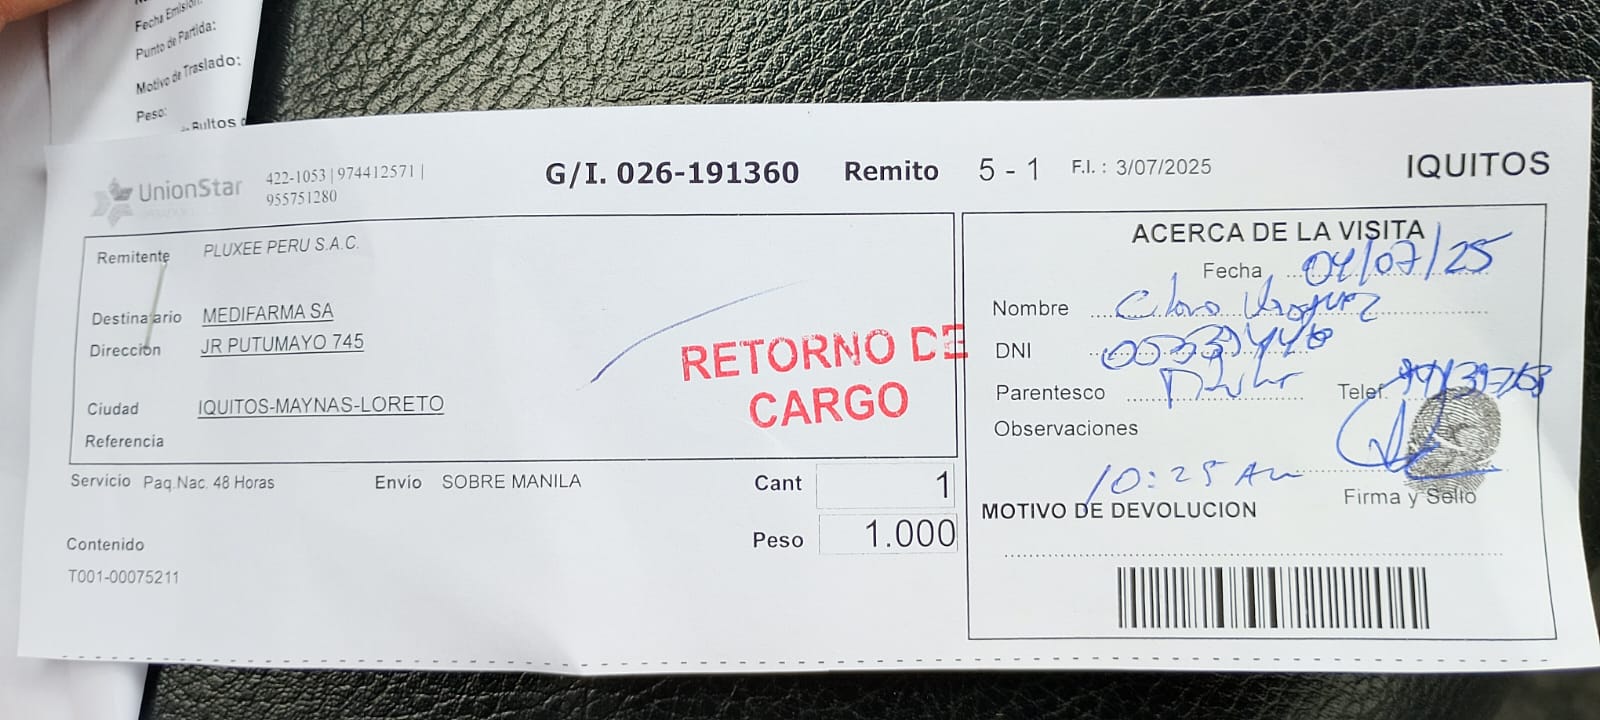 Fecha Emisión:
Punto de Partida:
Motivo de Traslado:
Peso:
Bultos
UnionStar
422-1053 | 974412571 |
955751280
G/I. 026-191360 Remito 5 - 1 F.I. : 3/07/2025 IQUITOS
Remitente PLUXEE PERU S.A.C.
Destinatario MEDIFARMA SA
Dirección JR PUTUMAYO 745
Ciudad IQUITOS-MAYNAS-LORETO
Referencia
RETORNO DE
CARGO
Servicio Paq.Nac. 48 Horas Envío SOBRE MANILA
Cant 1
Peso 1.000
Contenido
T001-00075211
ACERCA DE LA VISITA
Fecha 04/07/25
Nombre
DNI
Parentesco Telef.
Observaciones
10:25 Am
Firma y Sello
MOTIVO DE DEVOLUCION